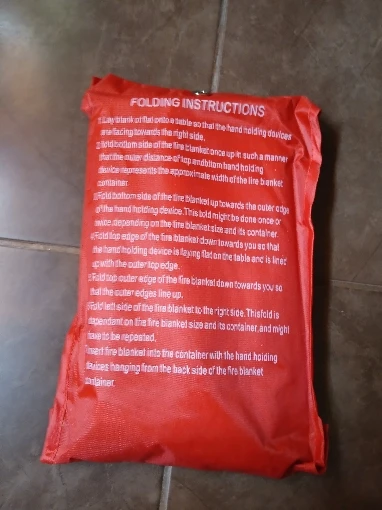 FOLDING INSTRUCTIONS
1) Lay blank et flat onto a table so that the hand holding devices
are facing towards the right side.
2) Fold bottom side of the fire blanket once up in such a manner
that the outer distance of top and bottom hand holding
device represents the approximate width of the fire blanket
container.
Fold bottom side of the fire blanket up towards the outer edge
of the hand holding device. This fold might be done once or
twice, depending on the fire blanket size and its container.
Fold top edge of the fire blanket down towards you so that
the hand holding device is laying flat on the table and is lined
up with the outer top edge.
Fold top outer edge of the fire blanket down towards you so
that the outer edges line up.
Fold left side of the fire blanket to the right side. This fold is
dependant on the fire blanket size and its container, and might
have to be repeated.
Insert fire blanket into the container with the hand holding
devices hanging from the back side of the fire blanket
container.